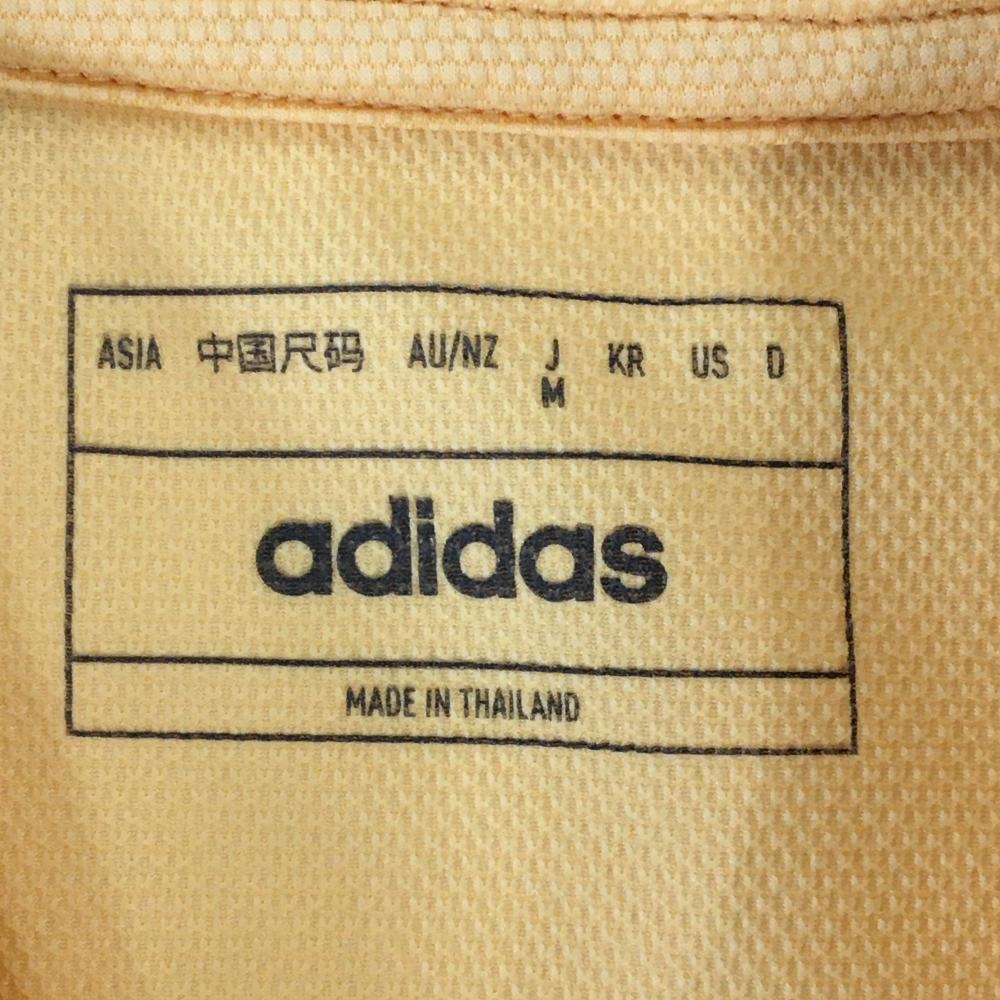 ASIA 中国尺码 AU/NZ J KR US D
M
adidas
MADE IN THAILAND